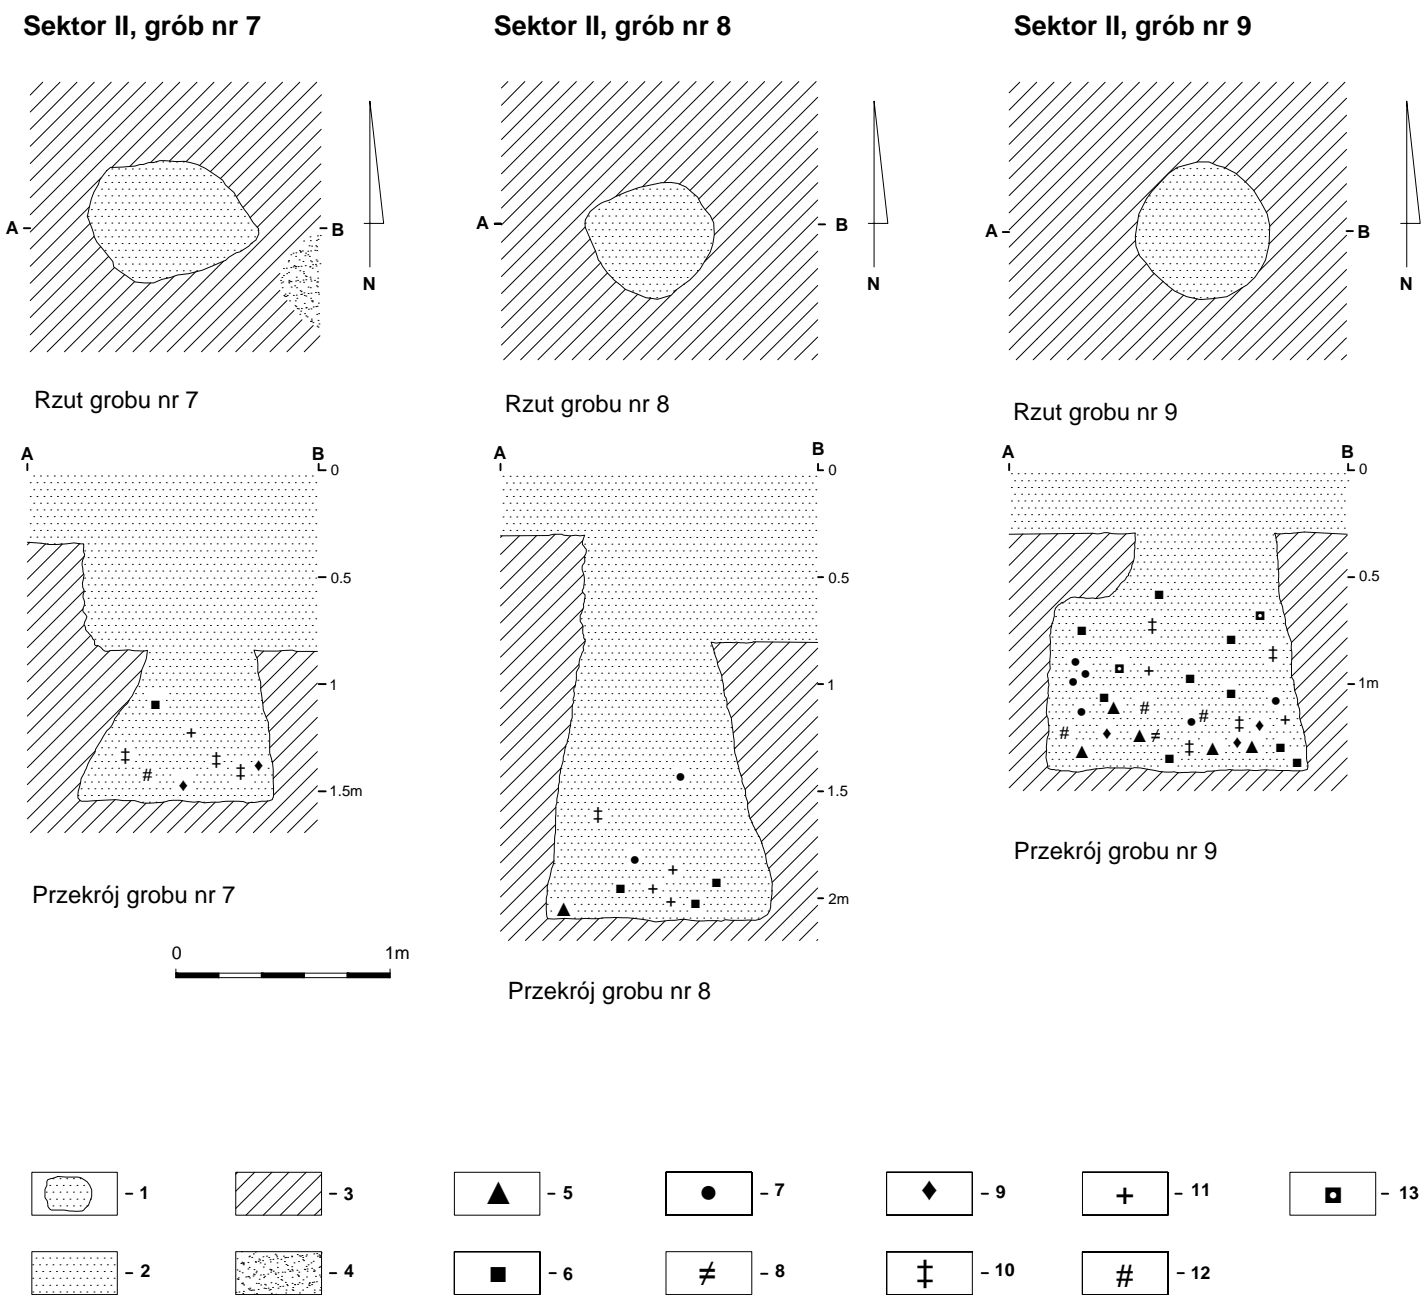 Sektor II, grób nr 7
Sektor II, grób nr 8
Sektor II, grób nr 9
A
B
N
A
B
N
A
B
N
Rzut grobu nr 7
Rzut grobu nr 8
Rzut grobu nr 9
A
B
0
0.5
1
1.5m
A
B
0
0.5
1
1.5
2m
A
B
0
0.5
1m
Przekrój grobu nr 7
Przekrój grobu nr 8
Przekrój grobu nr 9
0 1m
- 1
- 3
- 5
- 7
- 9
+ - 11
- 13
- 2
- 4
- 6
≠ - 8
‡ - 10
# - 12